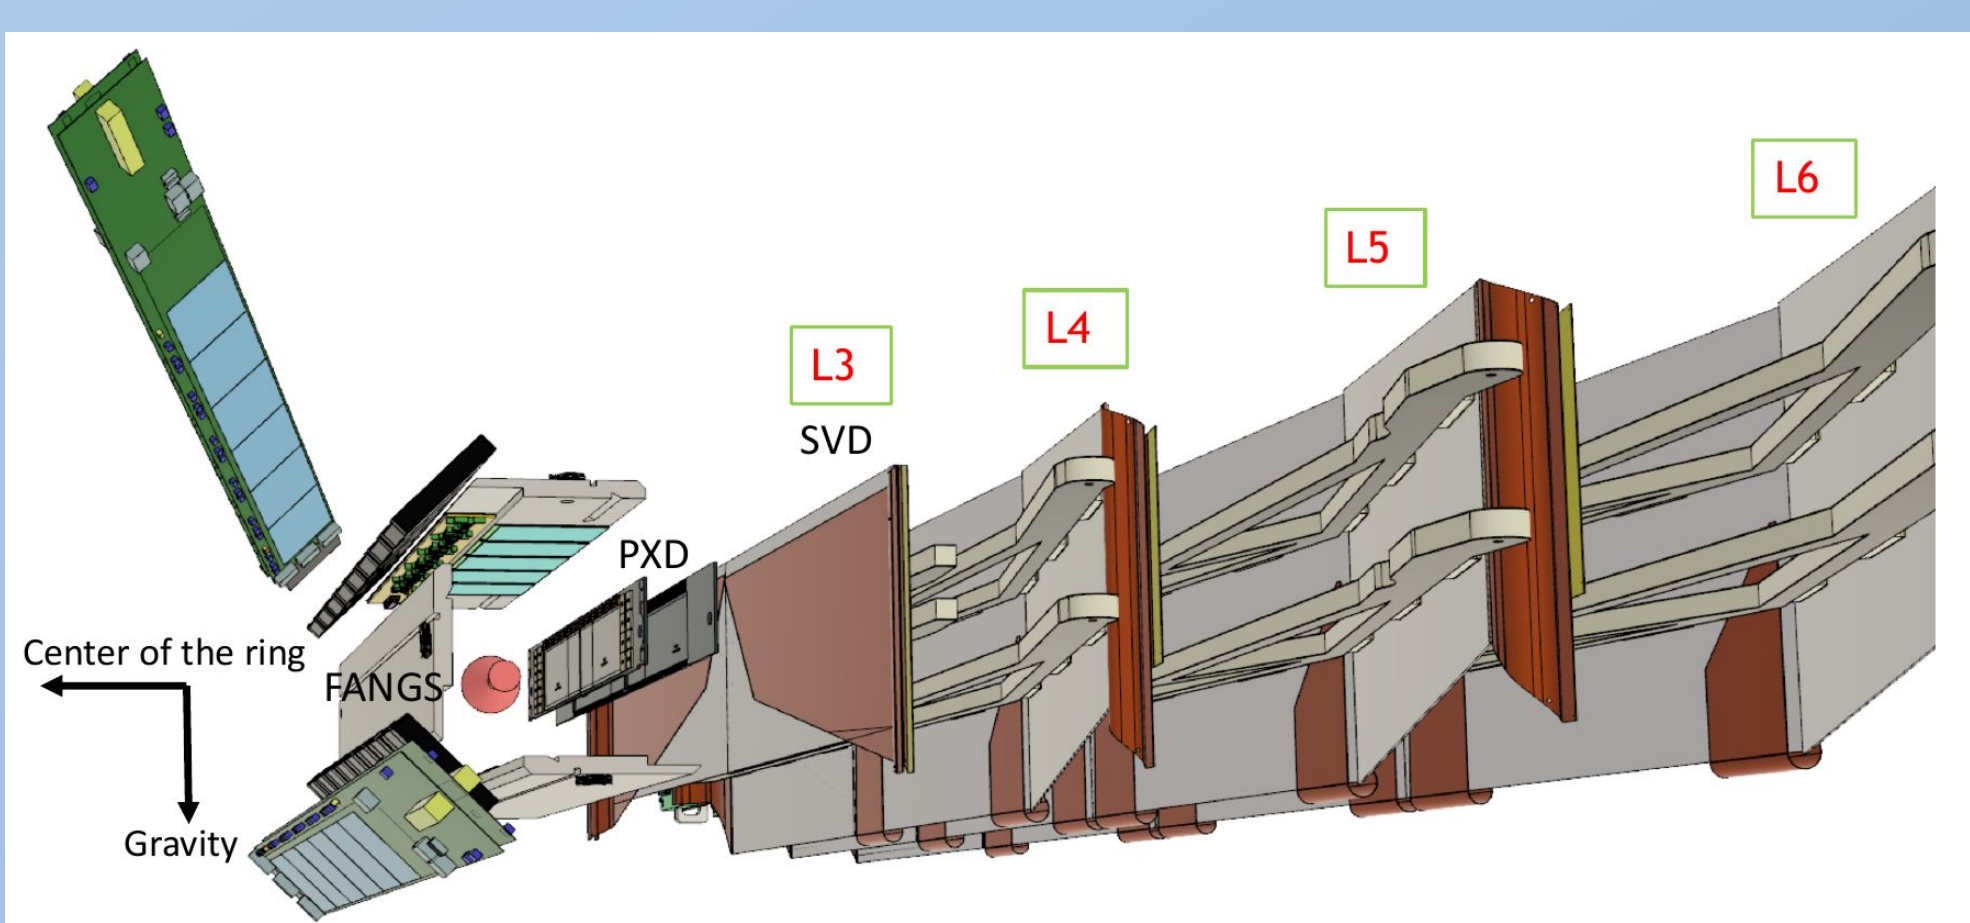 L6
L5
L4
L3
SVD
PXD
Center of the ring
FANGS
Gravity